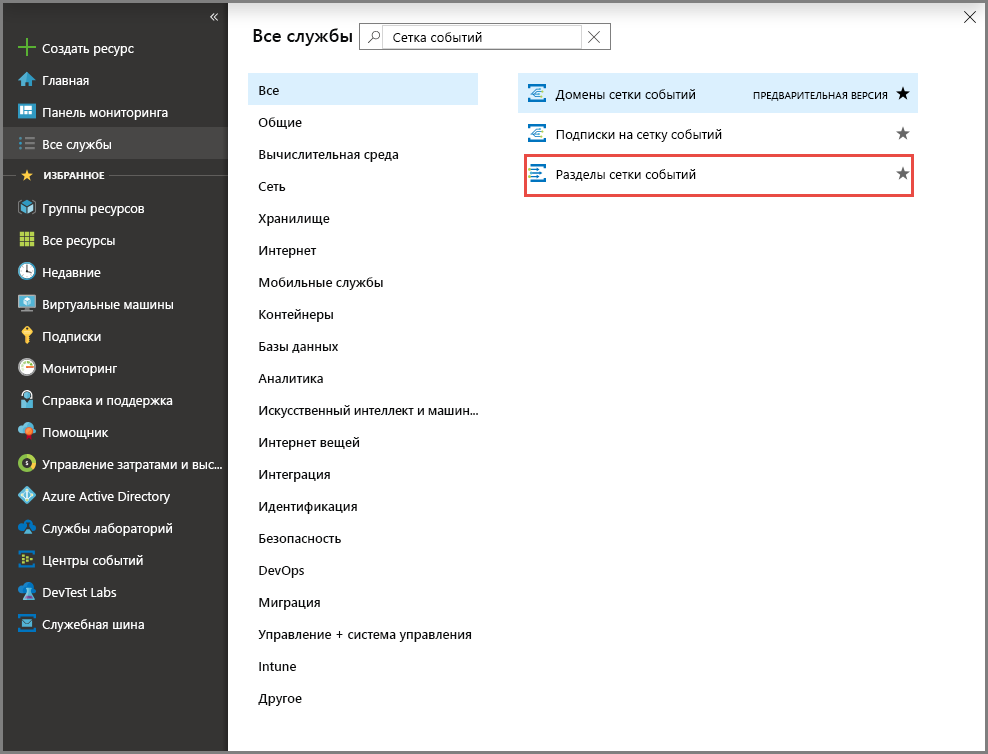 «
Создать ресурс
Главная
Панель мониторинга
Все службы
ИЗБРАННОЕ
Группы ресурсов
Все ресурсы
Недавние
Виртуальные машины
Подписки
Мониторинг
Справка и поддержка
Помощник
Управление затратами и выс...
Azure Active Directory
Службы лабораторий
Центры событий
DevTest Labs
Служебная шина
Все службы
Сетка событий
Все
Общие
Вычислительная среда
Сеть
Хранилище
Интернет
Мобильные службы
Контейнеры
Базы данных
Аналитика
Искусственный интеллект и машин...
Интернет вещей
Интеграция
Идентификация
Безопасность
DevOps
Миграция
Управление + система управления
Intune
Другое
Домены сетки событий ПРЕДВАРИТЕЛЬНАЯ ВЕРСИЯ
Подписки на сетку событий
Разделы сетки событий